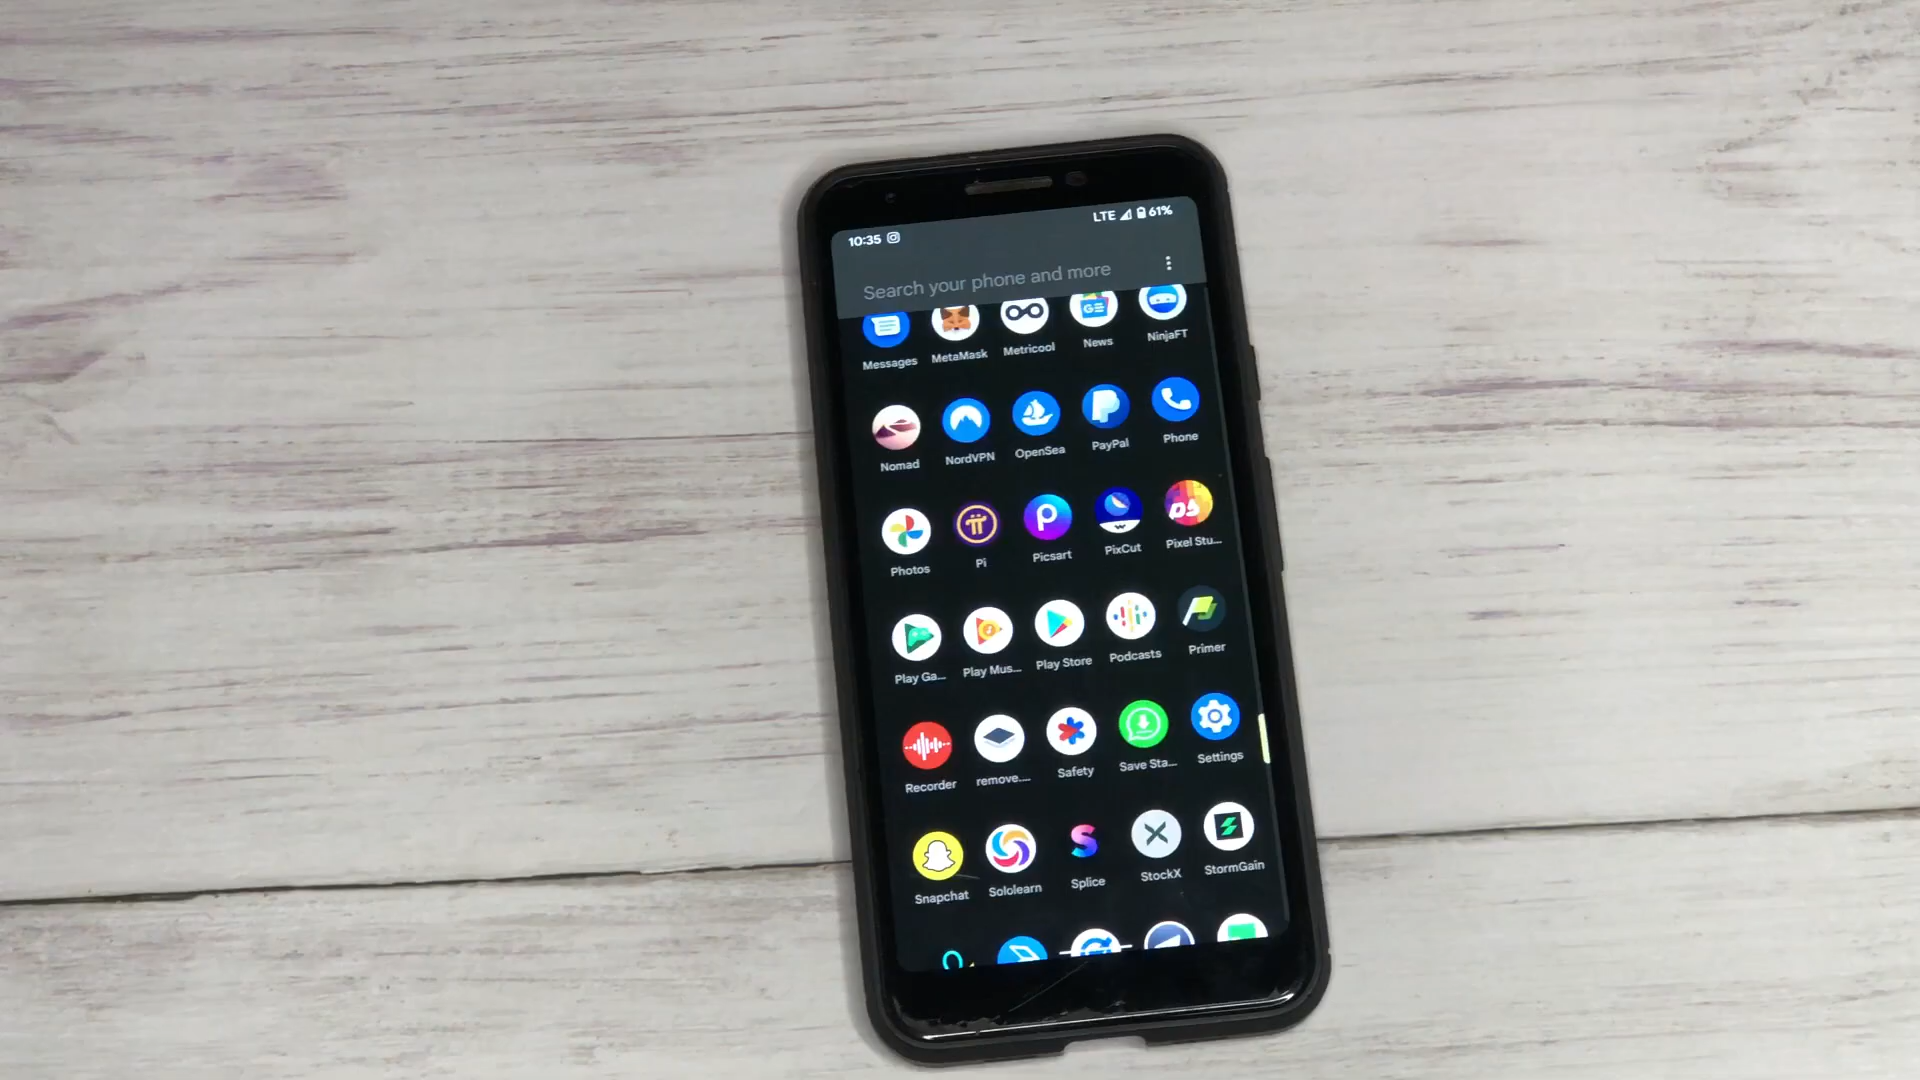 10:35 LTE 61%
Search your phone and more
Messages MetaMask Metricool News NinjaFT
Nomad NordVPN OpenSea PayPal Phone
Photos Pi Picsart PixCut Pixel Stu...
Play Ga... Play Mus... Play Store Podcasts Primer
Recorder remove.... Safety Save Sta... Settings
Snapchat Sololearn Splice StockX StormGain